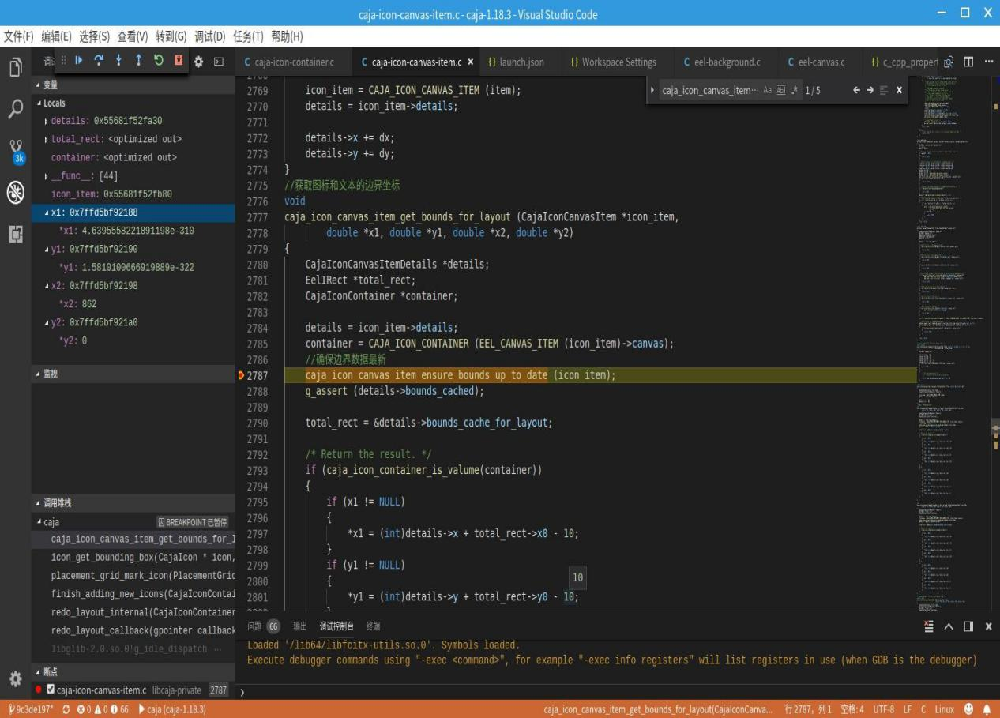 caja-icon-canvas-item.c - caja-1.18.3 - Visual Studio Code
文件(F) 编辑(E) 选择(S) 查看(V) 转到(G) 调试(D) 任务(T) 帮助(H)
caja-icon-container.c
caja-icon-canvas-item.c
launch.json
Workspace Settings
eel-background.c
eel-canvas.c
c_cpp_propert
caja_icon_canvas_item··· Aa Abl .* 1/5
变量
Locals
details: 0x55681f52fa30
total_rect: <optimized out>
container: <optimized out>
__func__: [44]
icon_item: 0x55681f52fb80
x1: 0x7ffd5bf92188
*x1: 4.6395558221891198e-310
y1: 0x7ffd5bf92190
*y1: 1.5810100666919889e-322
x2: 0x7ffd5bf92198
*x2: 862
y2: 0x7ffd5bf921a0
*y2: 0
监视
调用堆栈
caja 因 BREAKPOINT 已暂停
caja_icon_canvas_item_get_bounds_for_l
icon_get_bounding_box(CajaIcon * icon,
placement_grid_mark_icon(PlacementGrid
finish_adding_new_icons(CajaIconContai
redo_layout_internal(CajaIconContainer
redo_layout_callback(gpointer callback
libglib-2.0.so.0!g_idle_dispatch ···
断点
caja-icon-canvas-item.c libcaja-private 2787
2769 icon_item = CAJA_ICON_CANVAS_ITEM (item);
2770 details = icon_item->details;
2771
2772 details->x += dx;
2773 details->y += dy;
2774 }
2775 //获取图标和文本的边界坐标
2776 void
2777 caja_icon_canvas_item_get_bounds_for_layout (CajaIconCanvasItem *icon_item,
2778 double *x1, double *y1, double *x2, double *y2)
2779 {
2780 CajaIconCanvasItemDetails *details;
2781 EelIRect *total_rect;
2782 CajaIconContainer *container;
2783
2784 details = icon_item->details;
2785 container = CAJA_ICON_CONTAINER (EEL_CANVAS_ITEM (icon_item)->canvas);
2786 //确保边界数据最新
2787 caja_icon_canvas_item_ensure_bounds_up_to_date (icon_item);
2788 g_assert (details->bounds_cached);
2789
2790 total_rect = &details->bounds_cache_for_layout;
2791
2792 /* Return the result. */
2793 if (caja_icon_container_is_valume(container))
2794 {
2795 if (x1 != NULL)
2796 {
2797 *x1 = (int)details->x + total_rect->x0 - 10;
2798 }
2799 if (y1 != NULL)
2800 {
10
2801 *y1 = (int)details->y + total_rect->y0 - 10;
问题 66 输出 调试控制台 终端
Loaded '/lib64/libfcitx-utils.so.0'. Symbols loaded.
Execute debugger commands using "-exec <command>", for example "-exec info registers" will list registers in use (when GDB is the debugger)
3k
9c3de197* 0 0 66 caja (caja-1.18.3)
caja_icon_canvas_item_get_bounds_for_layout(CajaIconCanva... 行 2787, 列 1 空格: 4 UTF-8 LF C Linux